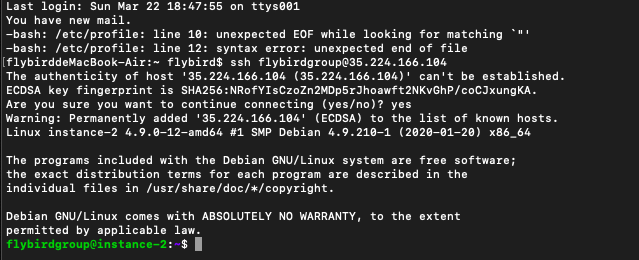 Last login: Sun Mar 22 18:47:55 on ttys001
You have new mail.
-bash: /etc/profile: line 10: unexpected EOF while looking for matching `"'
-bash: /etc/profile: line 12: syntax error: unexpected end of file
[flybirddeMacBook-Air:~ flybird$ ssh flybirdgroup@35.224.166.104
The authenticity of host '35.224.166.104 (35.224.166.104)' can't be established.
ECDSA key fingerprint is SHA256:NRofYIsCzoZn2MDp5rJhoawft2NKvGhP/coCJxungKA.
Are you sure you want to continue connecting (yes/no)? yes
Warning: Permanently added '35.224.166.104' (ECDSA) to the list of known hosts.
Linux instance-2 4.9.0-12-amd64 #1 SMP Debian 4.9.210-1 (2020-01-20) x86_64
The programs included with the Debian GNU/Linux system are free software;
the exact distribution terms for each program are described in the
individual files in /usr/share/doc/*/copyright.
Debian GNU/Linux comes with ABSOLUTELY NO WARRANTY, to the extent
permitted by applicable law.
flybirdgroup@instance-2:~$